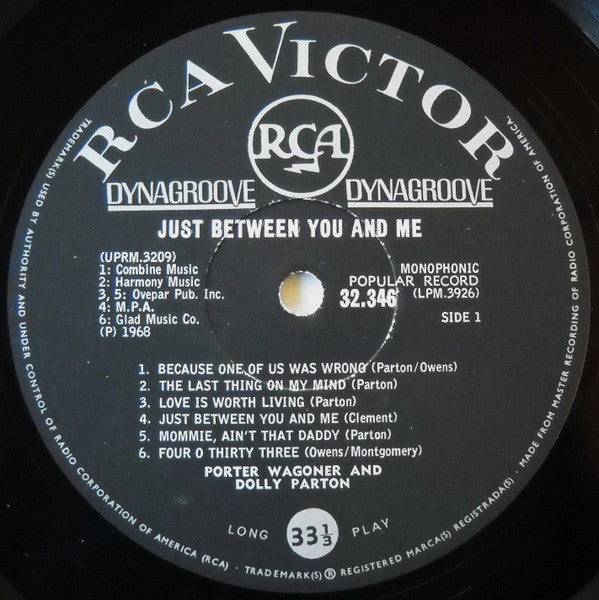 RCA VICTOR
RCA
DYNAGROOVE DYNAGROOVE
JUST BETWEEN YOU AND ME
(UPRM.3209)
1: Combine Music
2: Harmony Music
3, 5: Ovepar Pub. Inc.
4: M.P.A.
6: Glad Music Co.
(P) 1968
MONOPHONIC
POPULAR RECORD
32.346 (LPM.3926)
SIDE 1
1. BECAUSE ONE OF US WAS WRONG (Parton/Owens)
2. THE LAST THING ON MY MIND (Parton)
3. LOVE IS WORTH LIVING (Parton)
4. JUST BETWEEN YOU AND ME (Clement)
5. MOMMIE, AIN'T THAT DADDY (Parton)
6. FOUR O THIRTY THREE (Owens/Montgomery)
PORTER WAGONER AND
DOLLY PARTON
LONG 33 1/3 PLAY
TRADEMARK(S) USED BY AUTHORITY AND UNDER CONTROL OF RADIO CORPORATION OF AMERICA (RCA) · TRADEMARK(S) ® REGISTERED MARCA(S) REGISTRADA(S) · MADE FROM MASTER RECORDING OF RADIO CORPORATION OF AMERICA.